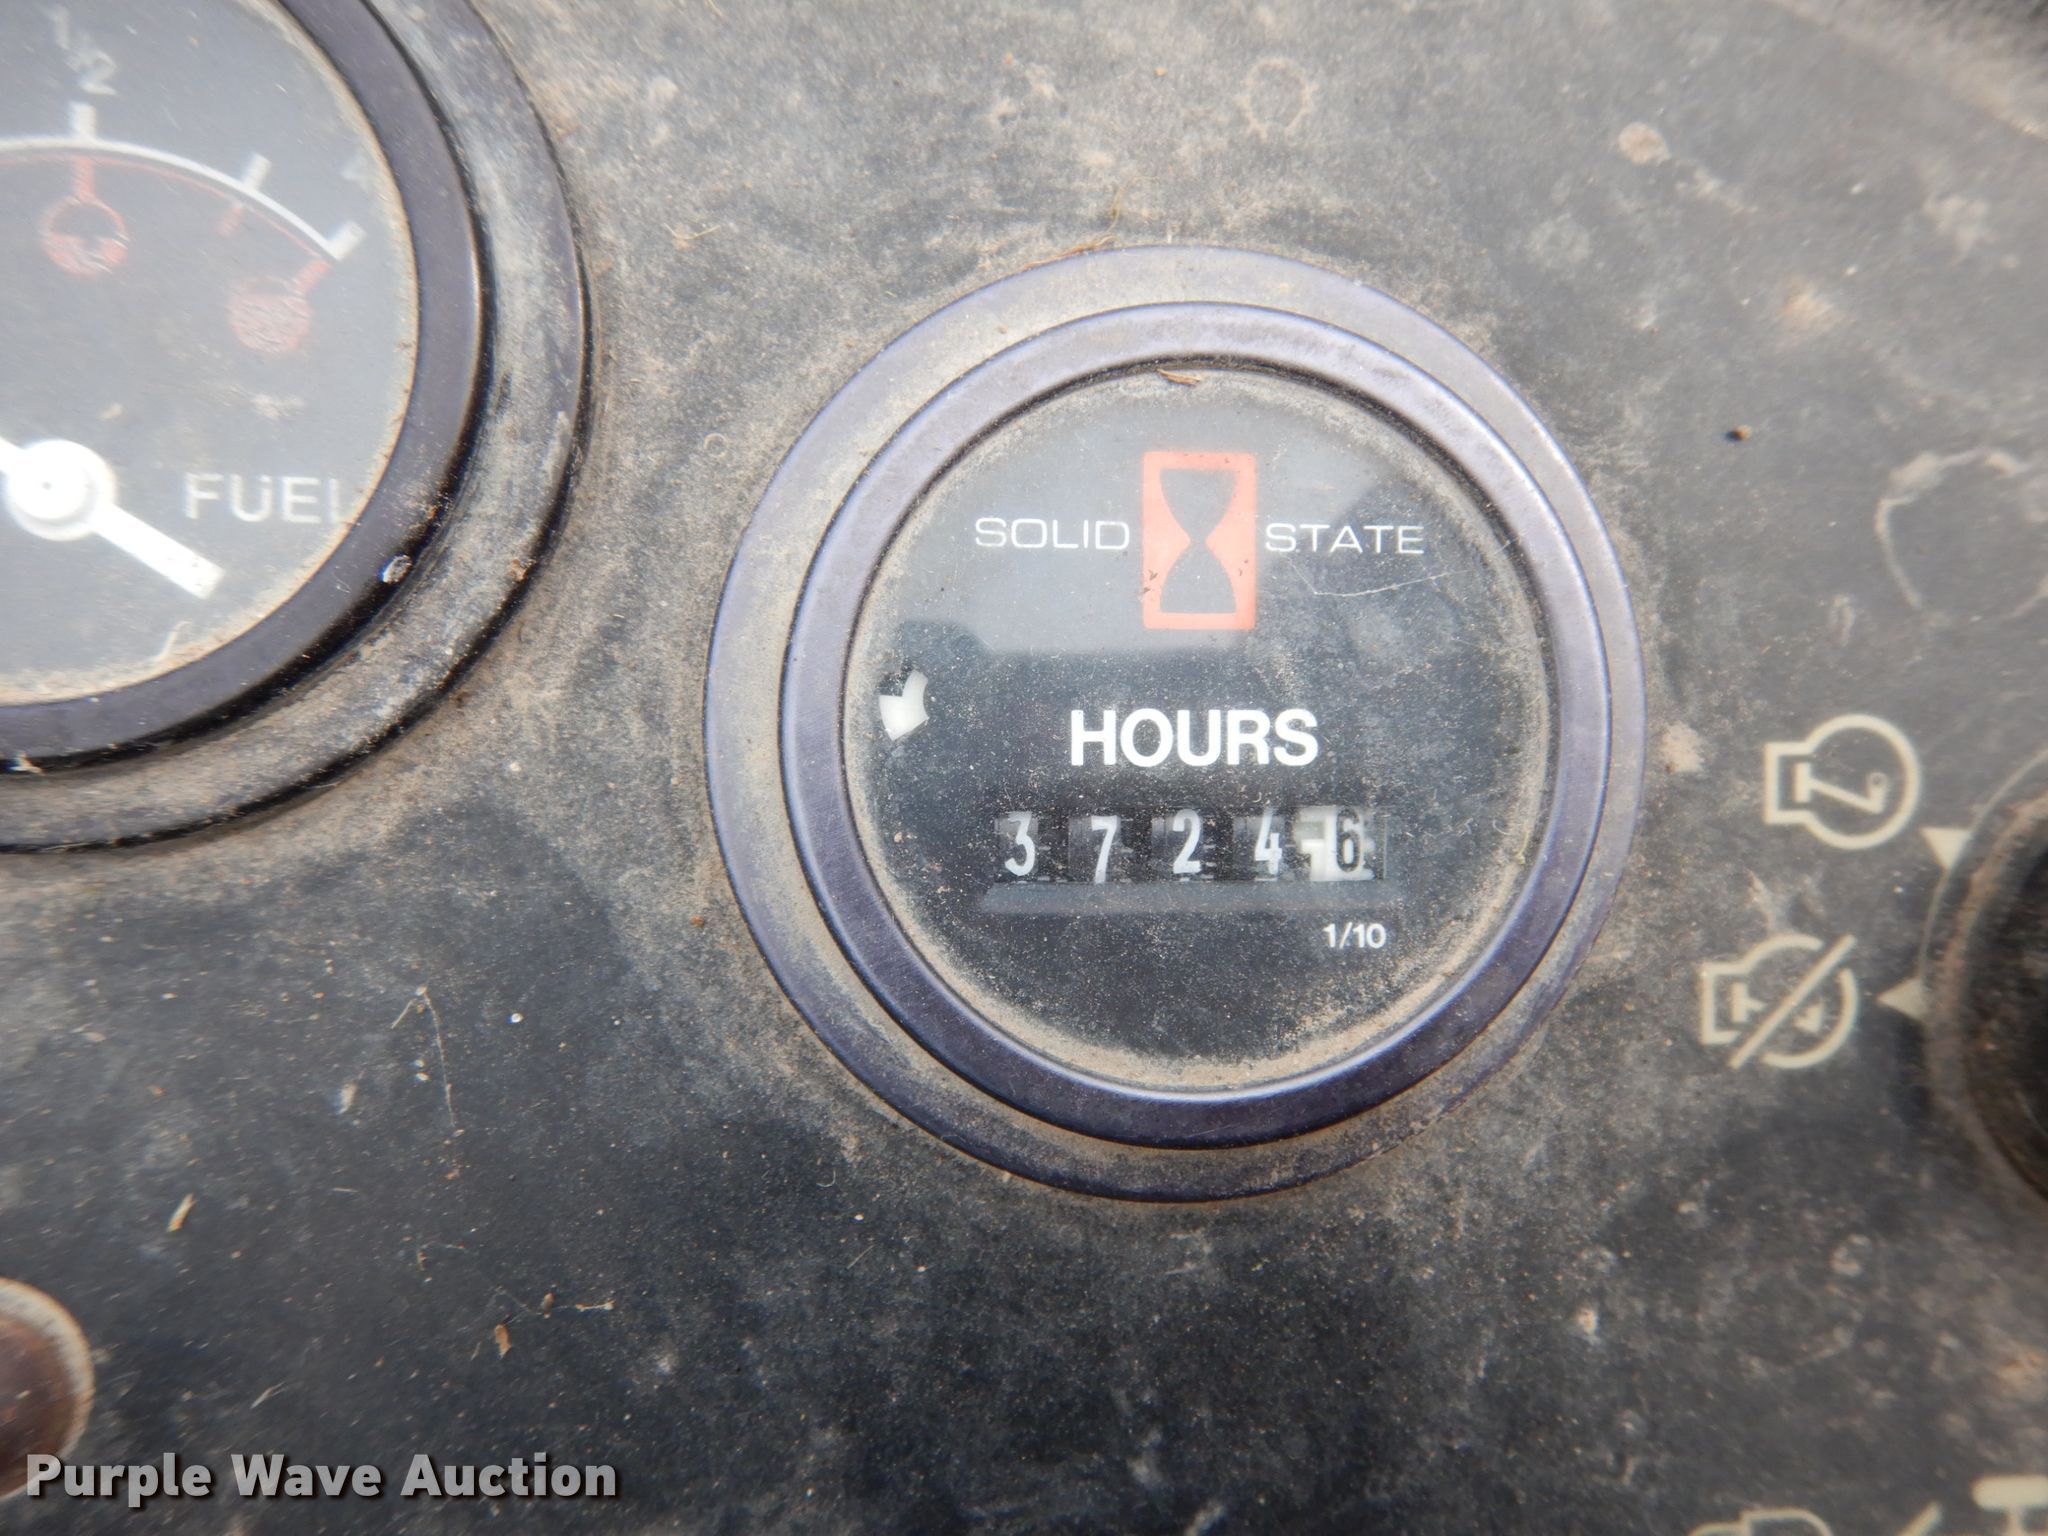 1/2
FUEL
SOLID STATE
HOURS
3 7 2 4 6
1/10
Purple Wave Auction